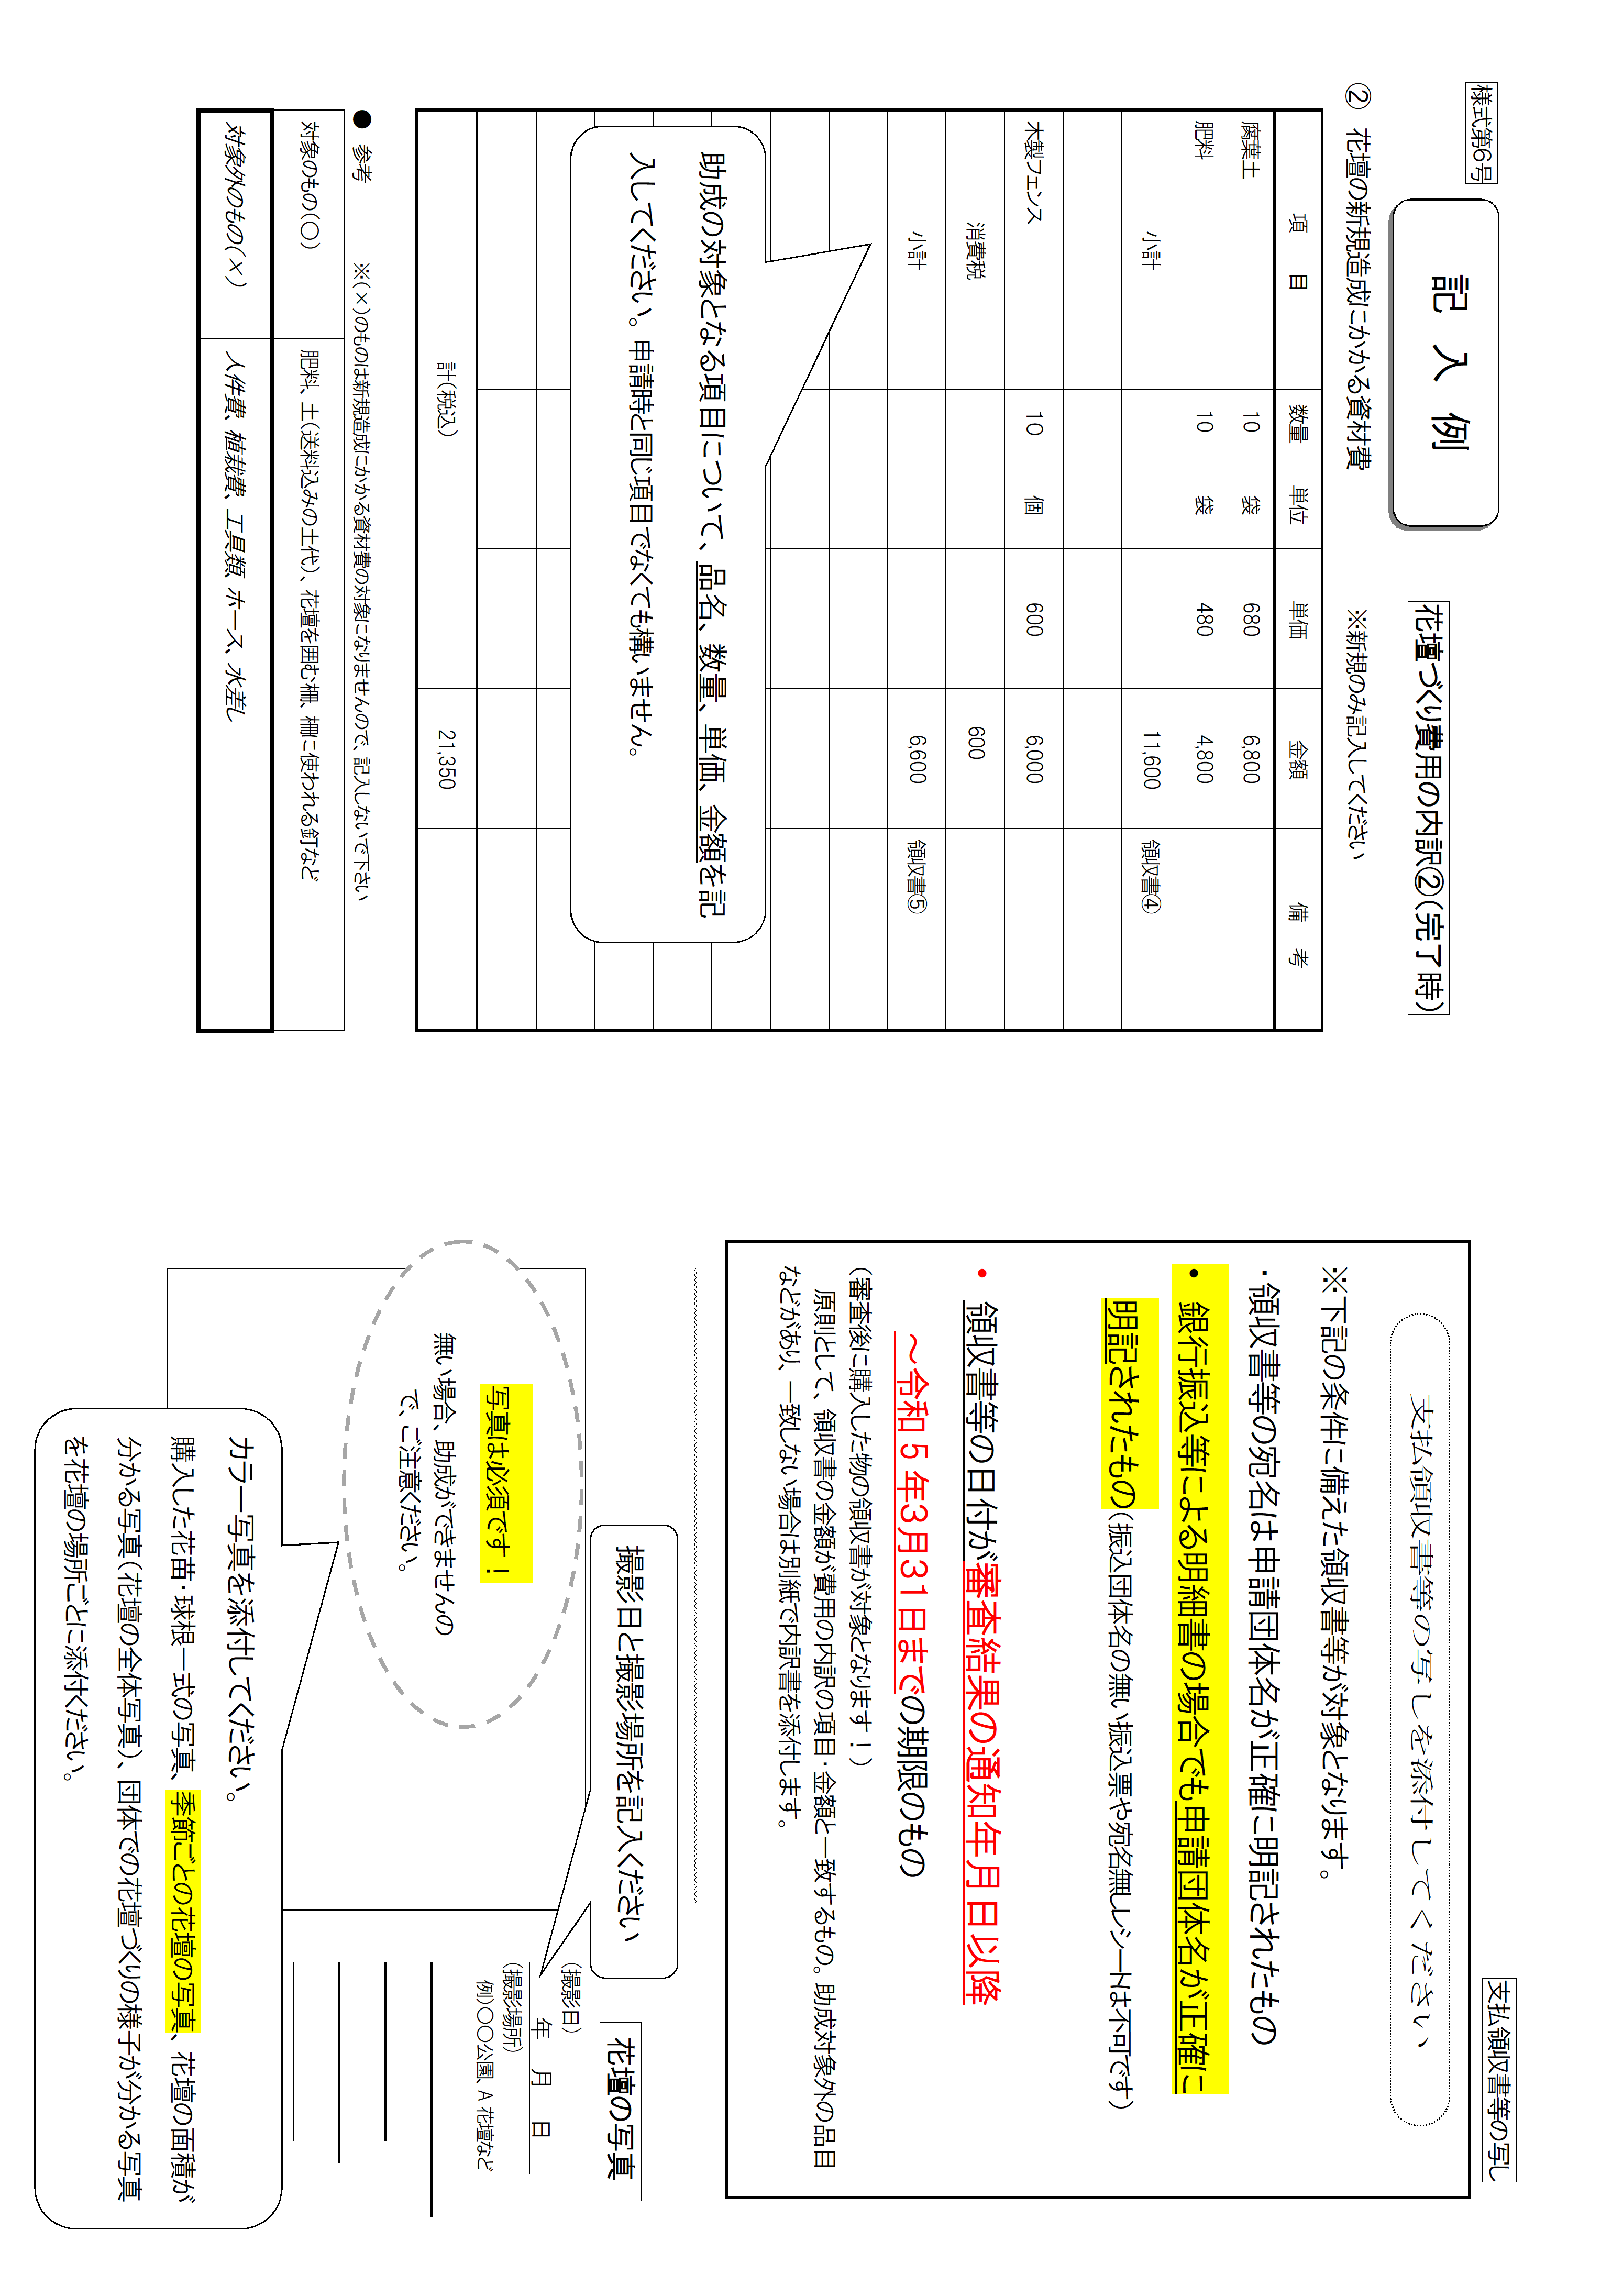 様式第6号
記 入 例
花壇づくり費用の内訳②(完了時)
② 花壇の新規造成にかかる資材費 ※新規のみ記入してください
項 目 数量 単位 単価 金額 備 考
腐葉土 10 袋 680 6,800
肥料 10 袋 480 4,800
小計 11,600 領収書④
木製フェンス 10 個 600 6,000
消費税 600
小計 6,600 領収書⑤
助成の対象となる項目について、品名、数量、単価、金額を記
入してください。申請時と同じ項目でなくても構いません。
計(税込) 21,350
● 参考 ※(×)のものは新規造成にかかる資材費の対象になりませんので、記入しないで下さい
対象のもの(○) 肥料、土(送料込みの土代)、花壇を囲む柵、柵に使われる釘など
対象外のもの(×) 人件費、植栽費、工具類、ホース、水差し
支払領収書等の写し
支払領収書等の写しを添付してください
※下記の条件に備えた領収書等が対象となります。
・領収書等の宛名は申請団体名が正確に明記されたもの
• 銀行振込等による明細書の場合でも申請団体名が正確に
明記されたもの(振込団体名の無い振込票や宛名無しレシートは不可です)
• 領収書等の日付が審査結果の通知年月日以降
～令和5年3月31日までの期限のもの
(審査後に購入した物の領収書が対象となります!)
原則として、領収書の金額が費用の内訳の項目・金額と一致するもの。助成対象外の品目
などがあり、一致しない場合は別紙で内訳書を添付します。
花壇の写真
撮影日と撮影場所を記入ください
(撮影日)
年 月 日
(撮影場所)
例)○○公園、A 花壇など
写真は必須です!
無い場合、助成ができませんの
で、ご注意ください。
カラー写真を添付してください。
購入した花苗・球根一式の写真、季節ごとの花壇の写真、花壇の面積が
分かる写真(花壇の全体写真)、団体での花壇づくりの様子が分かる写真
を花壇の場所ごとに添付ください。